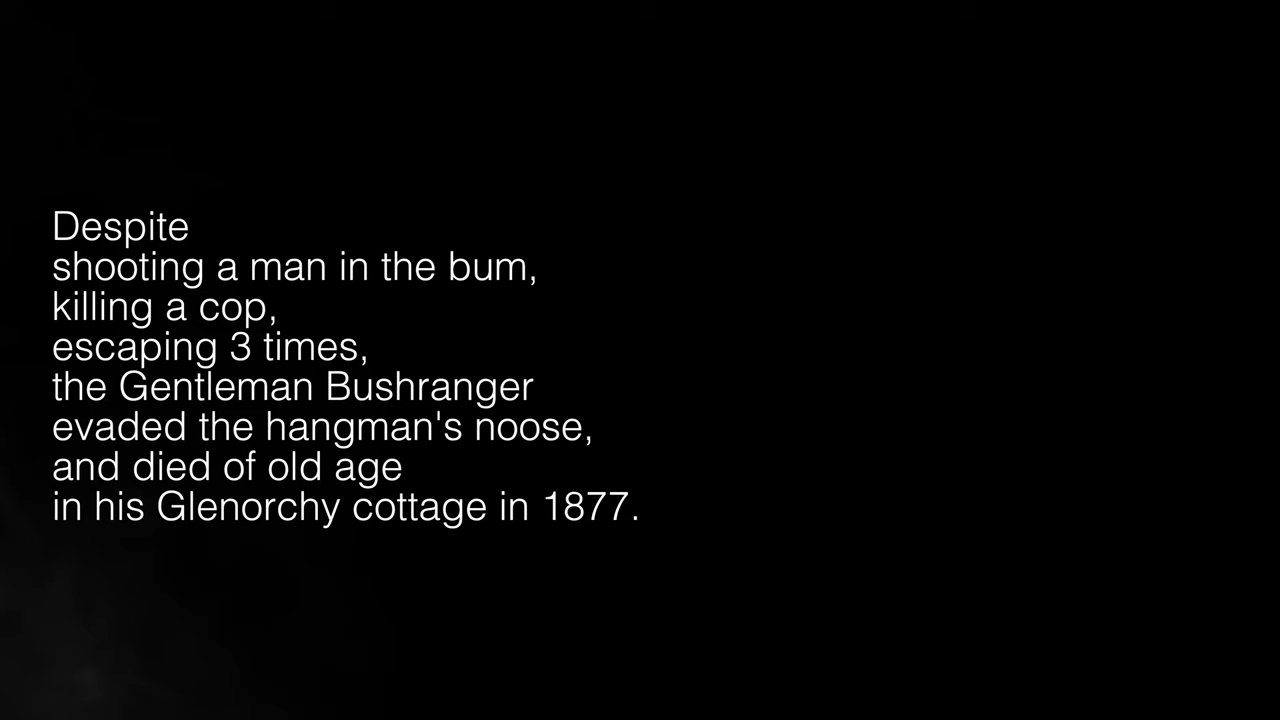 Despite
shooting a man in the bum,
killing a cop,
escaping 3 times,
the Gentleman Bushranger
evaded the hangman's noose,
and died of old age
in his Glenorchy cottage in 1877.